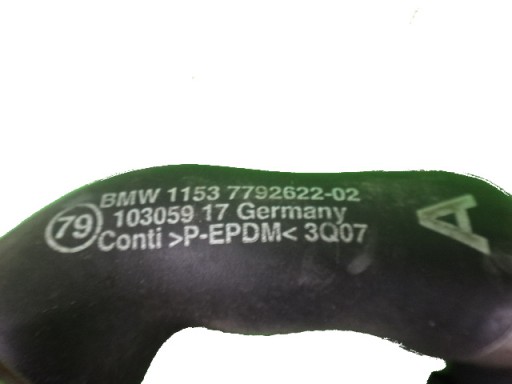 BMW 1153 7792622-02
79 103059 17 Germany
Conti >P-EPDM< 3Q07
A